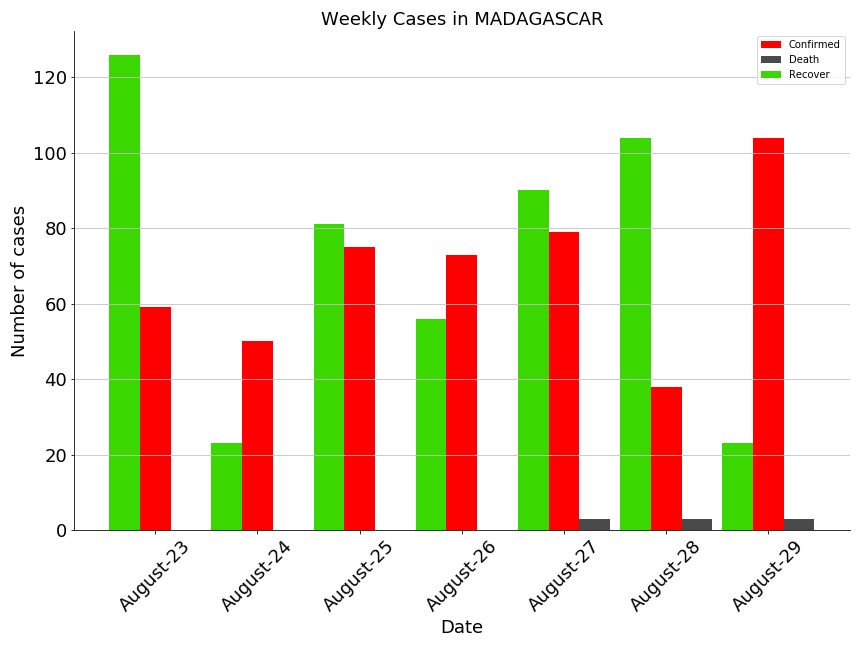 Weekly Cases in MADAGASCAR
Confirmed
Death
Recover
Number of cases
120
100
80
60
40
20
0
August-23
August-24
August-25
August-26
August-27
August-28
August-29
Date